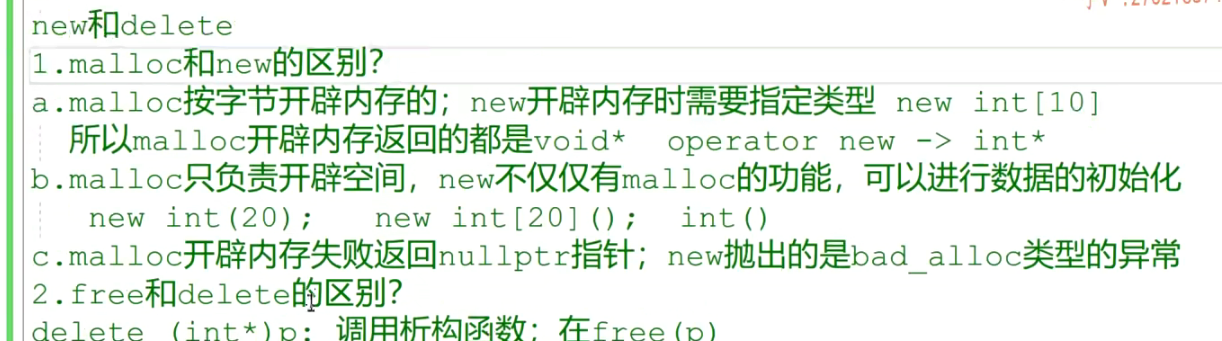 new和delete
1.malloc和new的区别？
a.malloc按字节开辟内存的；new开辟内存时需要指定类型 new int[10]
所以malloc开辟内存返回的都是void* operator new -> int*
b.malloc只负责开辟空间，new不仅仅有malloc的功能，可以进行数据的初始化
new int(20); new int[20](); int()
c.malloc开辟内存失败返回nullptr指针；new抛出的是bad_alloc类型的异常
2.free和delete的区别？
delete (int*)p: 调用析构函数；在free(p)